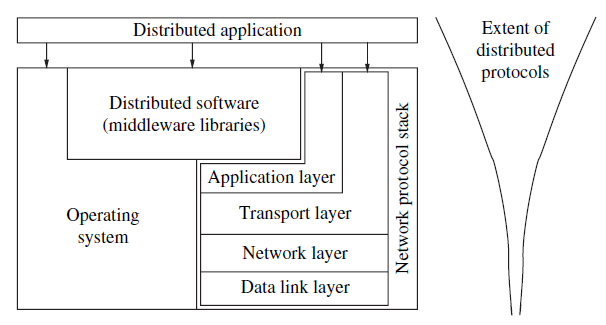 Distributed application
Extent of
distributed
protocols
Distributed software
(middleware libraries)
Network protocol stack
Application layer
Operating
system
Transport layer
Network layer
Data link layer